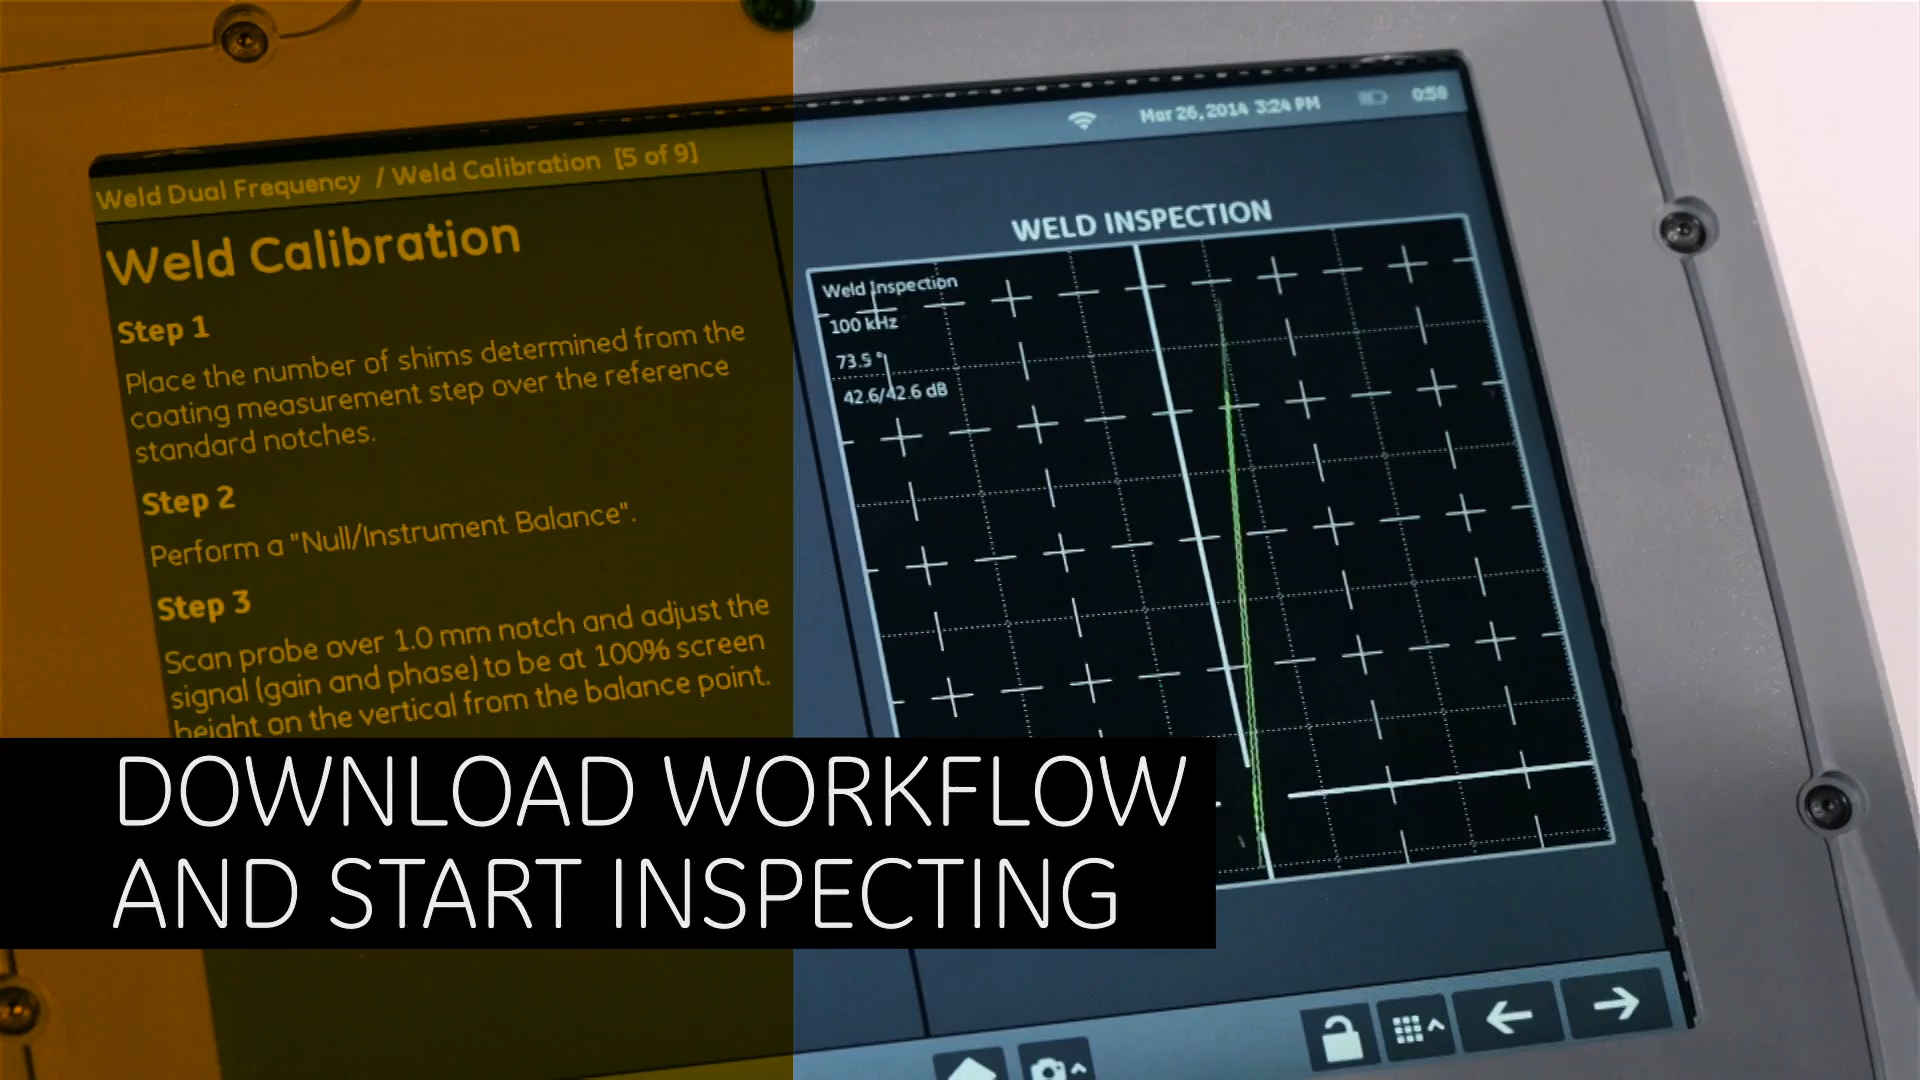 Mar 26, 2014 3:24 PM 0:58
Weld Dual Frequency / Weld Calibration [5 of 9]
Weld Calibration
Step 1
Place the number of shims determined from the
coating measurement step over the reference
standard notches.
Step 2
Perform a "Null/Instrument Balance".
Step 3
Scan probe over 1.0 mm notch and adjust the
signal (gain and phase) to be at 100% screen
height on the vertical from the balance point.
WELD INSPECTION
Weld Inspection
100 kHz
73.5 °
42.6/42.6 dB
DOWNLOAD WORKFLOW
AND START INSPECTING